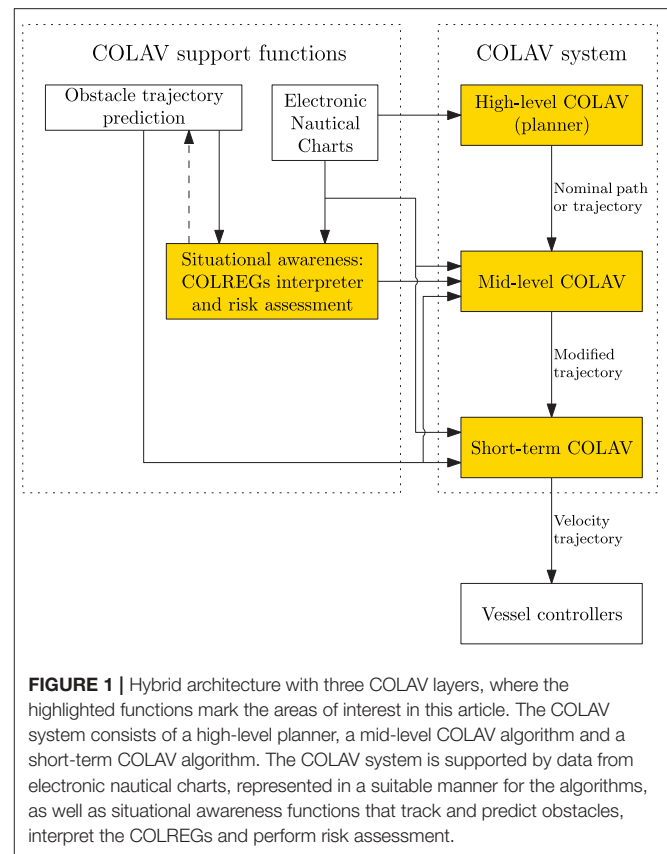 COLAV support functions
COLAV system
Obstacle trajectory
prediction
Electronic
Nautical
Charts
High-level COLAV
(planner)
Nominal path
or trajectory
Situational awareness:
COLREGs interpreter
and risk assessment
Mid-level COLAV
Modified
trajectory
Short-term COLAV
Velocity
trajectory
Vessel controllers
FIGURE 1 | Hybrid architecture with three COLAV layers, where the
highlighted functions mark the areas of interest in this article. The COLAV
system consists of a high-level planner, a mid-level COLAV algorithm and a
short-term COLAV algorithm. The COLAV system is supported by data from
electronic nautical charts, represented in a suitable manner for the algorithms,
as well as situational awareness functions that track and predict obstacles,
interpret the COLREGs and perform risk assessment.